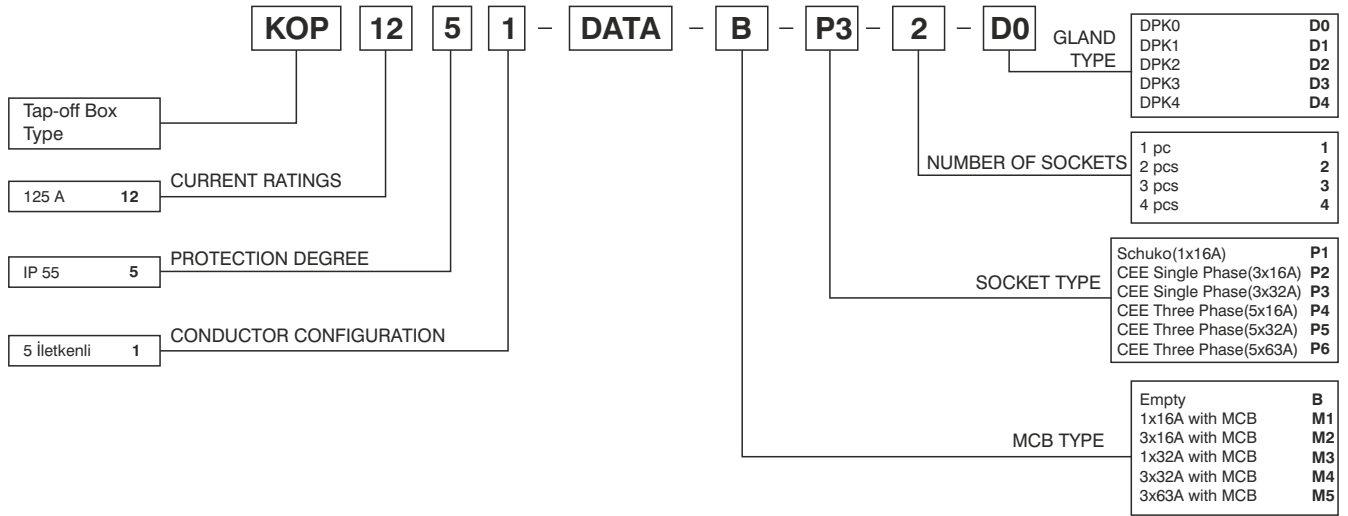 KOP 12 5 1 – DATA – B – P3 – 2 – D0
GLAND
TYPE
DPK0 D0
DPK1 D1
DPK2 D2
DPK3 D3
DPK4 D4
Tap-off Box
Type
CURRENT RATINGS
125 A 12
PROTECTION DEGREE
IP 55 5
CONDUCTOR CONFIGURATION
5 İletkenli 1
NUMBER OF SOCKETS
1 pc 1
2 pcs 2
3 pcs 3
4 pcs 4
SOCKET TYPE
Schuko(1x16A) P1
CEE Single Phase(3x16A) P2
CEE Single Phase(3x32A) P3
CEE Three Phase(5x16A) P4
CEE Three Phase(5x32A) P5
CEE Three Phase(5x63A) P6
MCB TYPE
Empty B
1x16A with MCB M1
3x16A with MCB M2
1x32A with MCB M3
3x32A with MCB M4
3x63A with MCB M5